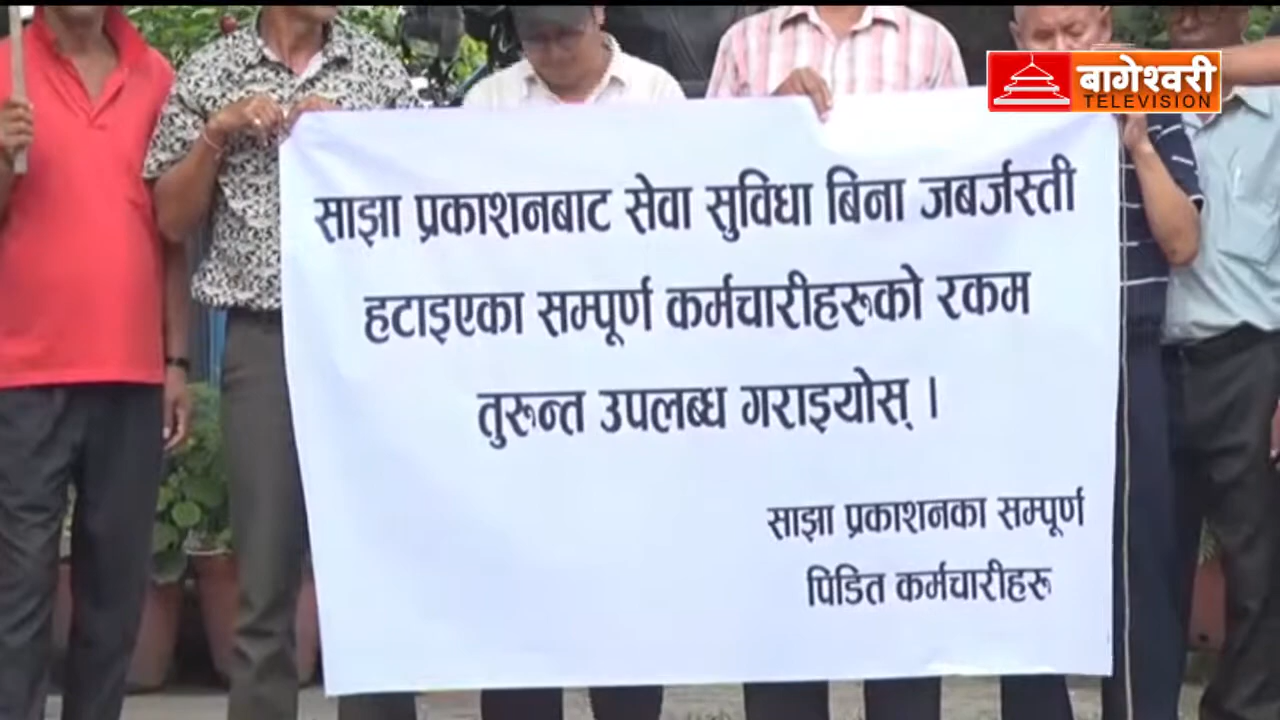 बागेश्वरी
TELEVISION
साझा प्रकाशनबाट सेवा सुविधा बिना जबर्जस्ती
हटाइएका सम्पूर्ण कर्मचारीहरूको रकम
तुरून्त उपलब्ध गराइयोस् ।
साझा प्रकाशनका सम्पूर्ण
पिडित कर्मचारीहरू